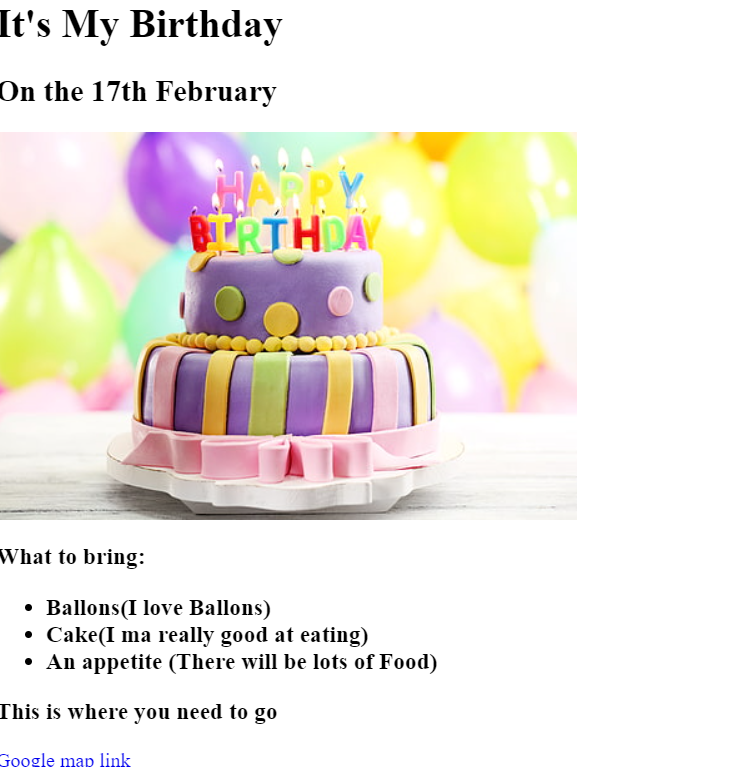 It's My Birthday
On the 17th February
HAPPY
BIRTHDAY
What to bring:
Ballons(I love Ballons)
Cake(I ma really good at eating)
An appetite (There will be lots of Food)
This is where you need to go
Google map link